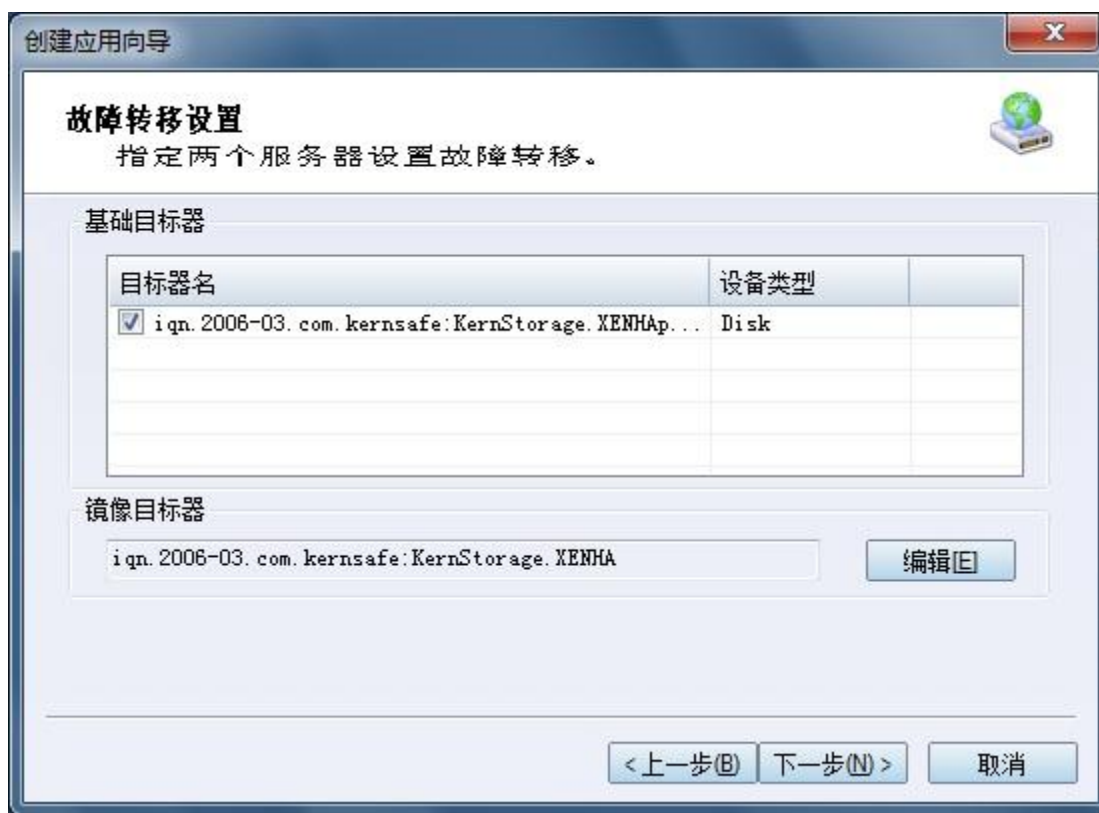 创建应用向导
故障转移设置
指定两个服务器设置故障转移。
基础目标器
目标器名 设备类型
iqn.2006-03.com.kernsafe:KernStorage.XENHAp... Disk
镜像目标器
iqn.2006-03.com.kernsafe:KernStorage.XENHA 编辑[E]
<上一步(B) 下一步(N)> 取消